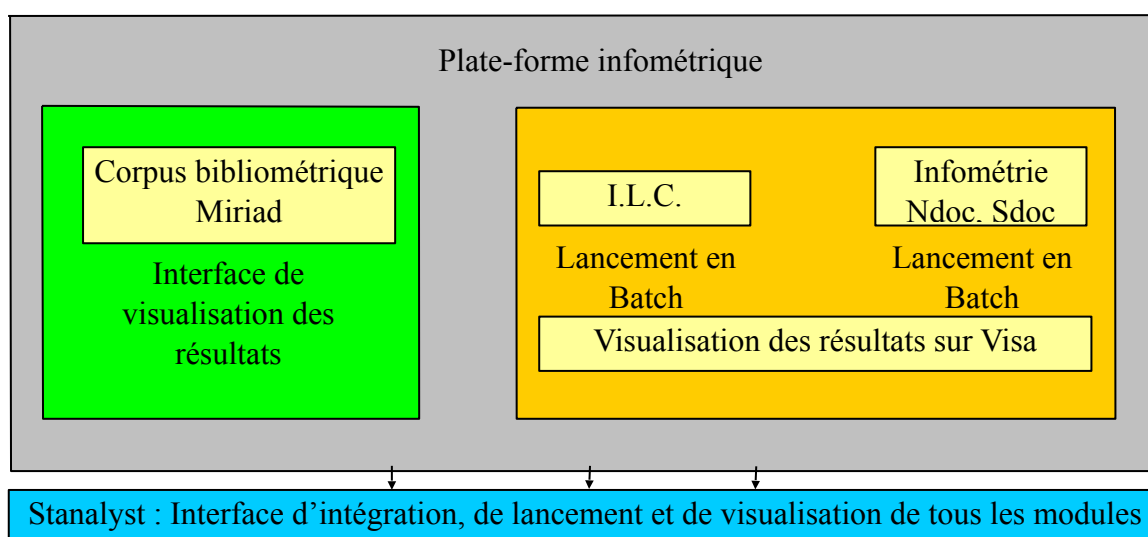 Plate-forme infométrique
Corpus bibliométrique
Miriad
Interface de
visualisation des
résultats
I.L.C.
Lancement en
Batch
Infométrie
Ndoc. Sdoc
Lancement en
Batch
Visualisation des résultats sur Visa
Stanalyst : Interface d’intégration, de lancement et de visualisation de tous les modules